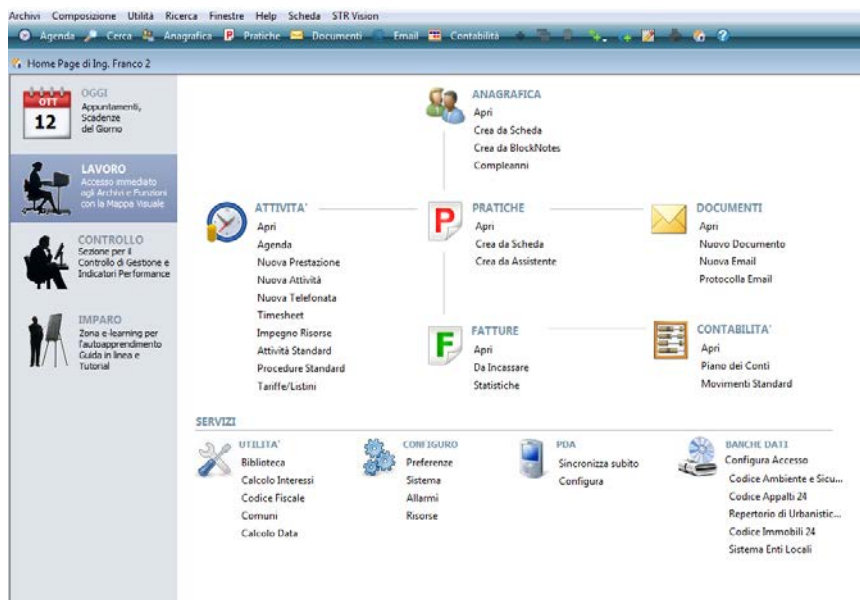 Archivi Composizione Utilità Ricerca Finestre Help Scheda STR Vision
Agenda Cerca Anagrafica P Pratiche Documenti Email Contabilità
Home Page di Ing. Franco 2
OTT
12
OGGI
Appuntamenti,
Scadenze
del Giorno
LAVORO
Accesso immediato
agli Archivi e Funzioni
con la Mappa Visuale
CONTROLLO
Sezione per il
Controllo di Gestione e
Indicatori Performance
IMPARO
Zona e-learning per
l'autoapprendimento
Guida in linea e
Tutorial
ANAGRAFICA
Apri
Crea da Scheda
Crea da BlockNotes
Compleanni
ATTIVITA'
Apri
Agenda
Nuova Prestazione
Nuova Attività
Nuova Telefonata
Timesheet
Impegno Risorse
Attività Standard
Procedure Standard
Tariffe/Listini
P
PRATICHE
Apri
Crea da Scheda
Crea da Assistente
DOCUMENTI
Apri
Nuovo Documento
Nuova Email
Protocolla Email
F
FATTURE
Apri
Da Incassare
Statistiche
CONTABILITA'
Apri
Piano dei Conti
Movimenti Standard
SERVIZI
UTILITA'
Biblioteca
Calcolo Interessi
Codice Fiscale
Comuni
Calcolo Data
CONFIGURO
Preferenze
Sistema
Allarmi
Risorse
PDA
Sincronizza subito
Configura
BANCHE DATI
Configura Accesso
Codice Ambiente e Sicu...
Codice Appalti 24
Repertorio di Urbanistic...
Codice Immobili 24
Sistema Enti Locali